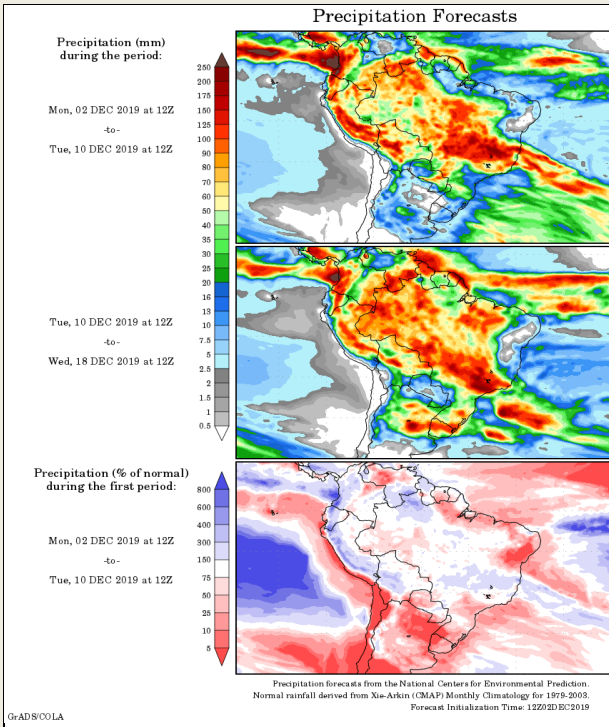 Precipitation Forecasts
Precipitation (mm)
during the period:
Mon, 02 DEC 2019 at 12Z
-to-
Tue, 10 DEC 2019 at 12Z
250
200
175
150
125
100
90
80
70
60
50
40
35
30
25
20
16
13
10
7.5
5
2.5
2
1.5
1
0.5
Tue, 10 DEC 2019 at 12Z
-to-
Wed, 18 DEC 2019 at 12Z
Precipitation (% of normal)
during the first period:
Mon, 02 DEC 2019 at 12Z
-to-
Tue, 10 DEC 2019 at 12Z
800
600
400
300
150
75
50
25
10
5
Precipitation forecasts from the National Centers for Environmental Prediction.
Normal rainfall derived from Xie-Arkin (CMAP) Monthly Climatology for 1979-2003.
Forecast Initialization Time: 12Z02DEC2019
GrADS/COLA